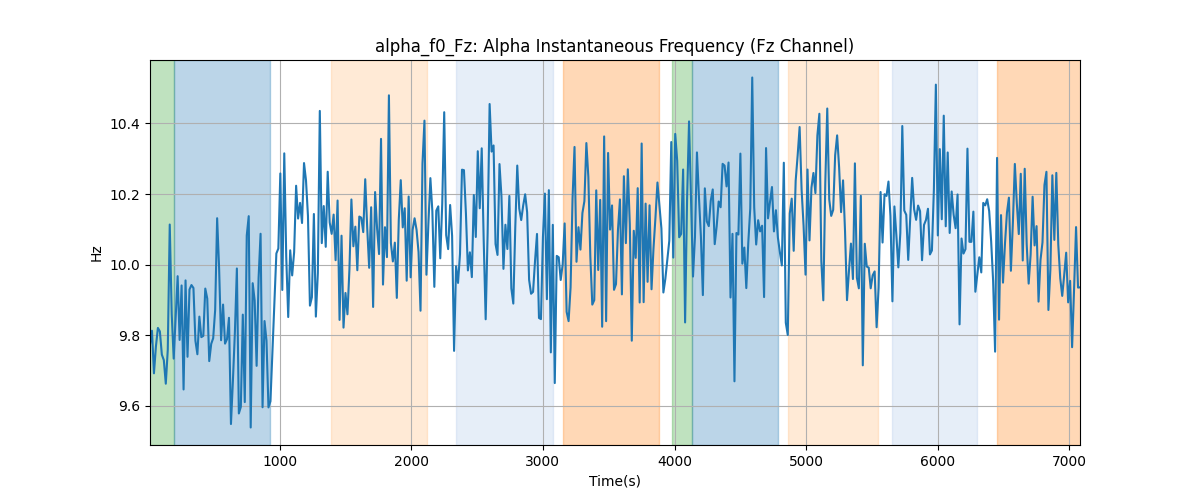 alpha_f0_Fz: Alpha Instantaneous Frequency (Fz Channel)
Hz
10.4
10.2
10.0
9.8
9.6
1000 2000 3000 4000 5000 6000 7000
Time(s)